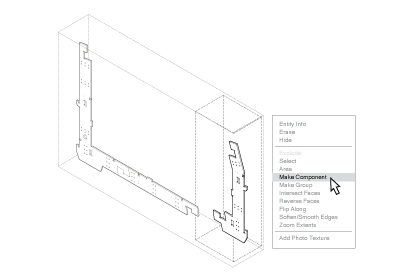 Entity Info
Erase
Hide
Explode
Select
Area
Make Component
Make Group
Intersect Faces
Reverse Faces
Flip Along
Soften/Smooth Edges
Zoom Extents
Add Photo Texture